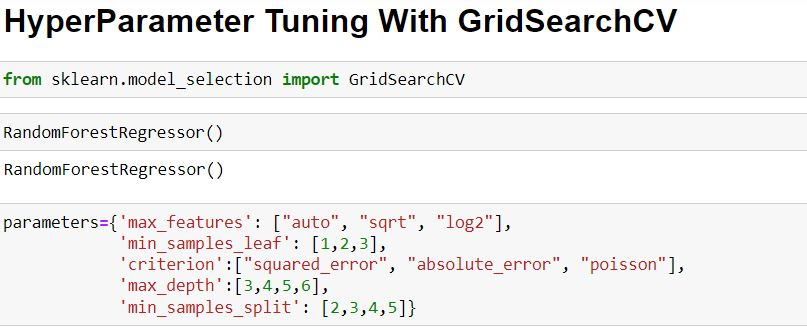 HyperParameter Tuning With GridSearchCV
from sklearn.model_selection import GridSearchCV
RandomForestRegressor()
RandomForestRegressor()
parameters={'max_features': ["auto", "sqrt", "log2"],
'min_samples_leaf': [1,2,3],
'criterion':["squared_error", "absolute_error", "poisson"],
'max_depth':[3,4,5,6],
'min_samples_split': [2,3,4,5]}